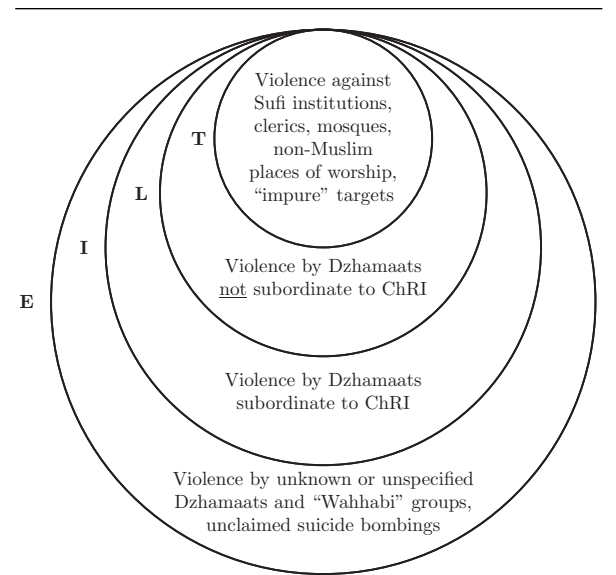 Violence against
Sufi institutions,
clerics, mosques,
non-Muslim
places of worship,
“impure” targets
T
L
Violence by Dzhamaats
not subordinate to ChRI
I
E
Violence by Dzhamaats
subordinate to ChRI
Violence by unknown or unspecified
Dzhamaats and “Wahhabi” groups,
unclaimed suicide bombings